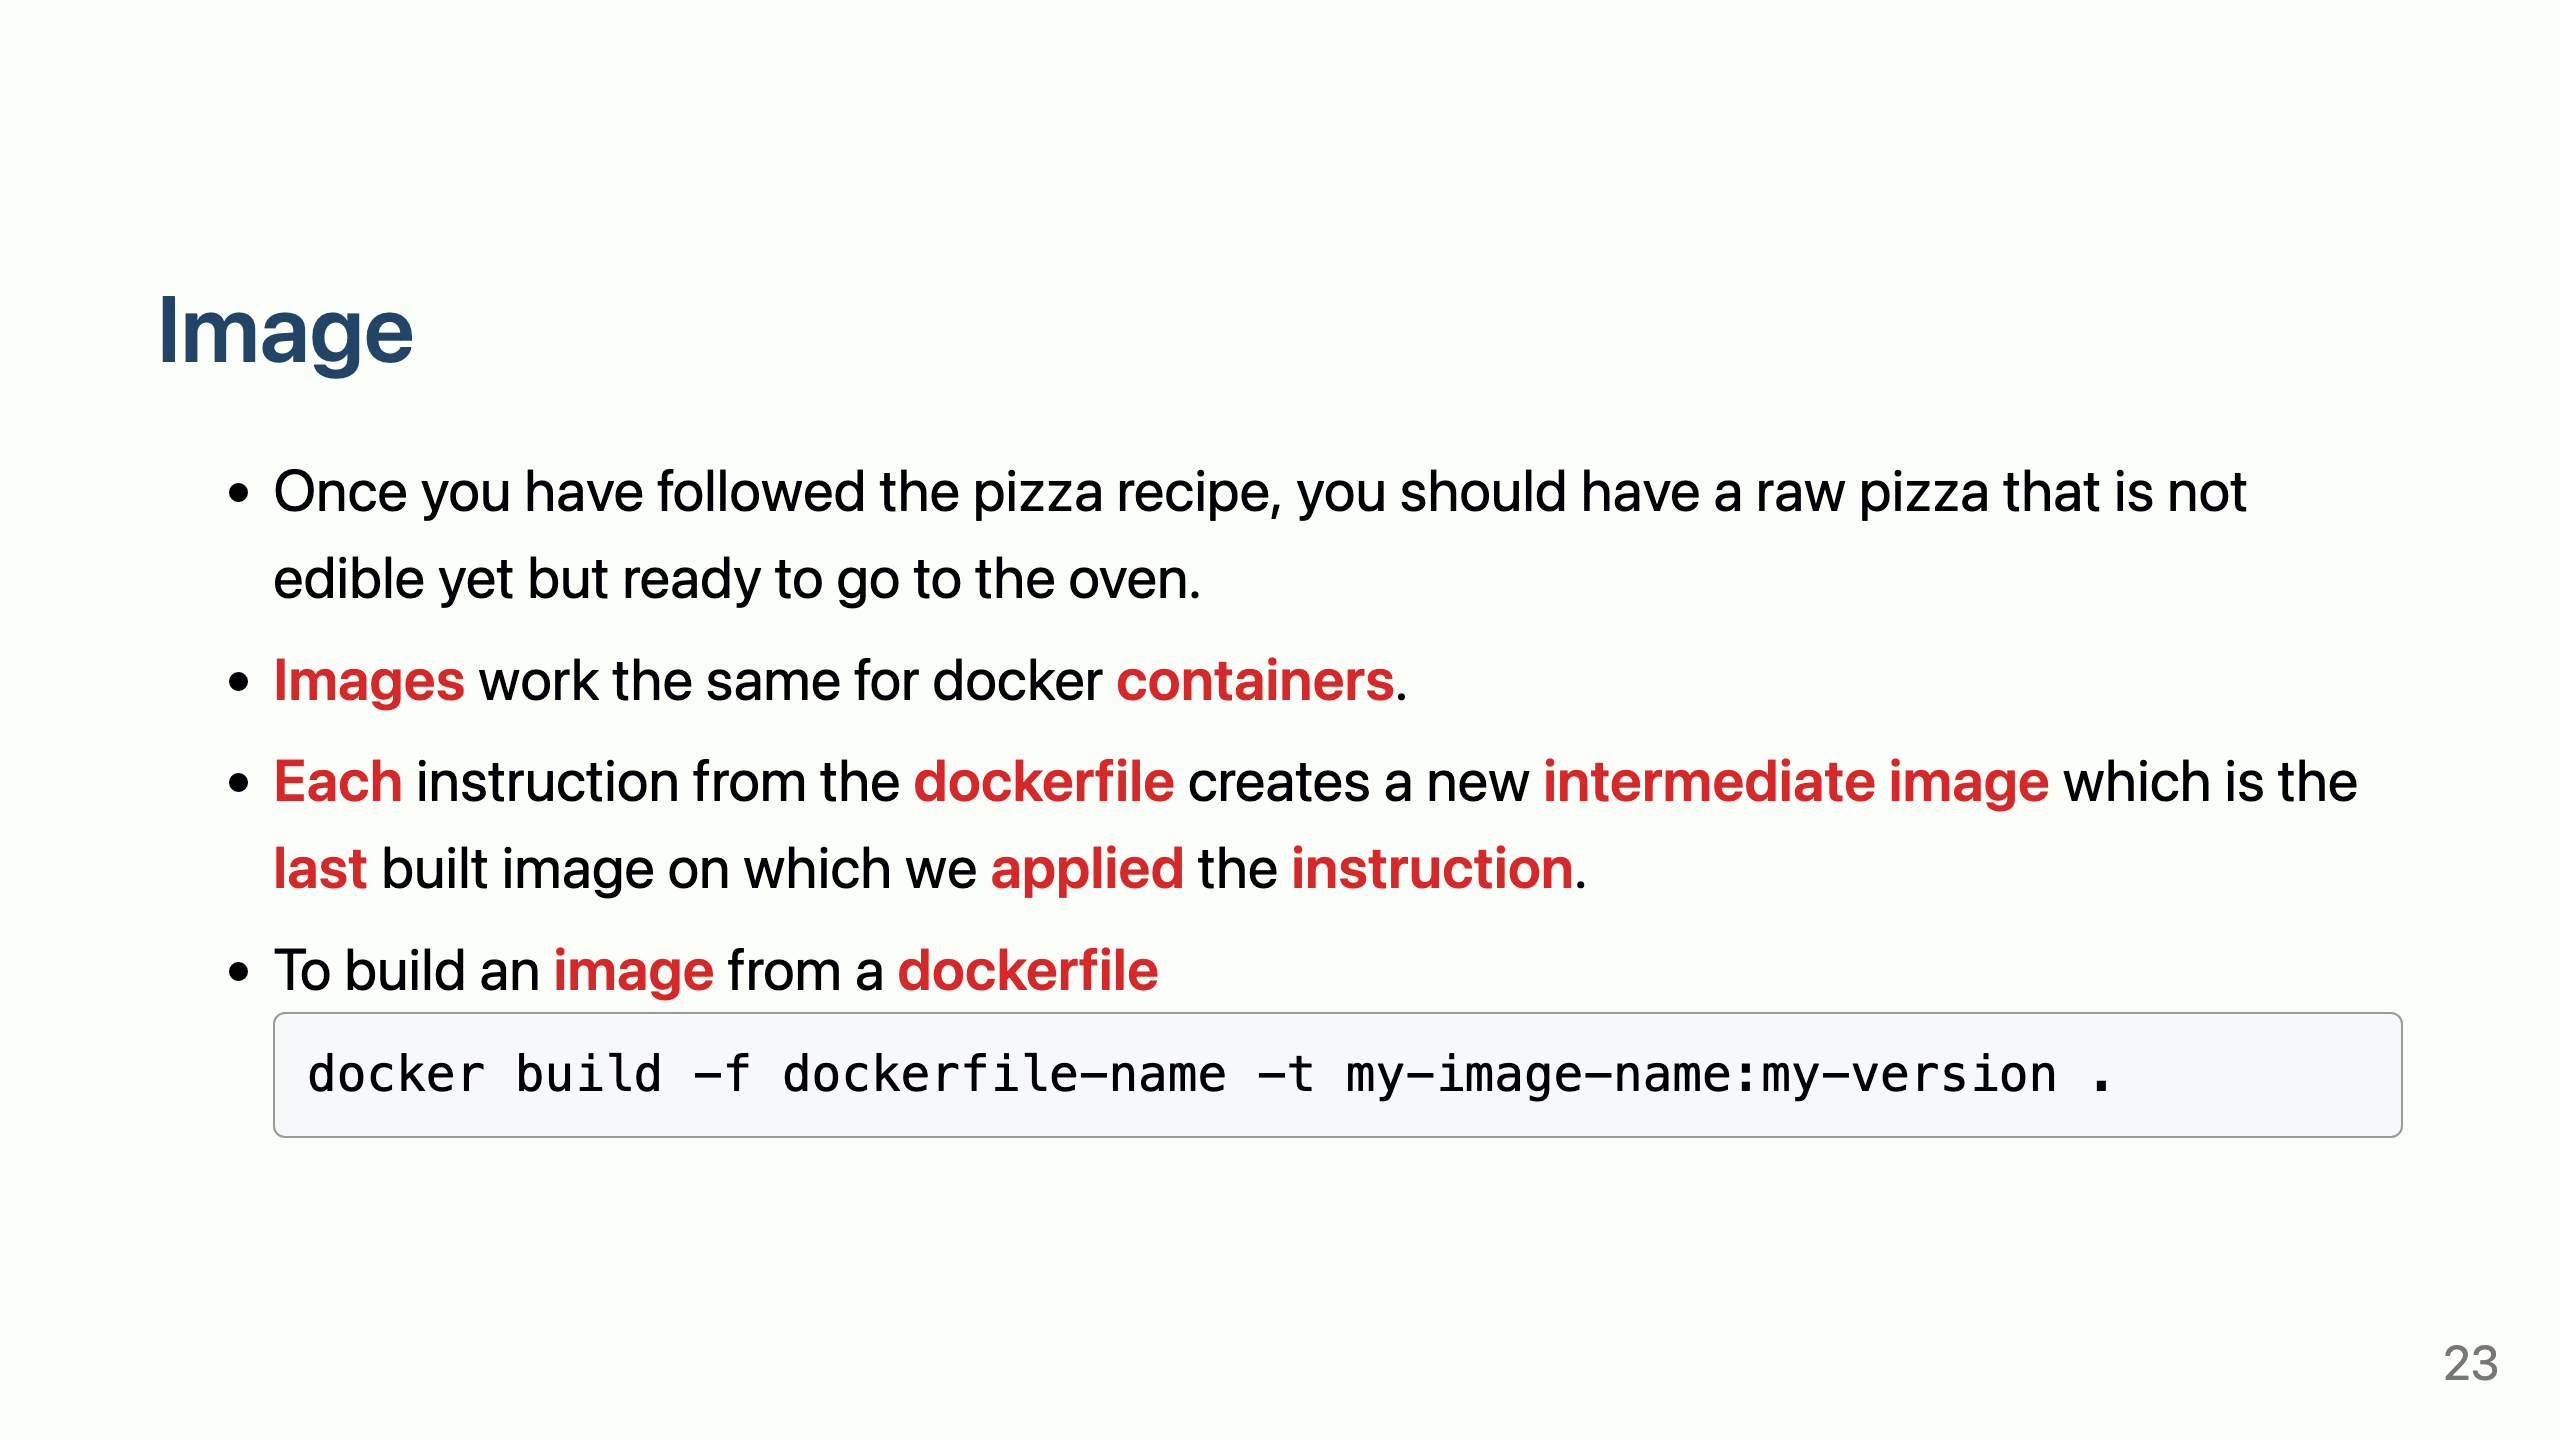 Image
• Once you have followed the pizza recipe, you should have a raw pizza that is not
edible yet but ready to go to the oven.
• Images work the same for docker containers.
• Each instruction from the dockerfile creates a new intermediate image which is the
last built image on which we applied the instruction.
• To build an image from a dockerfile
docker build -f dockerfile-name -t my-image-name:my-version .
23